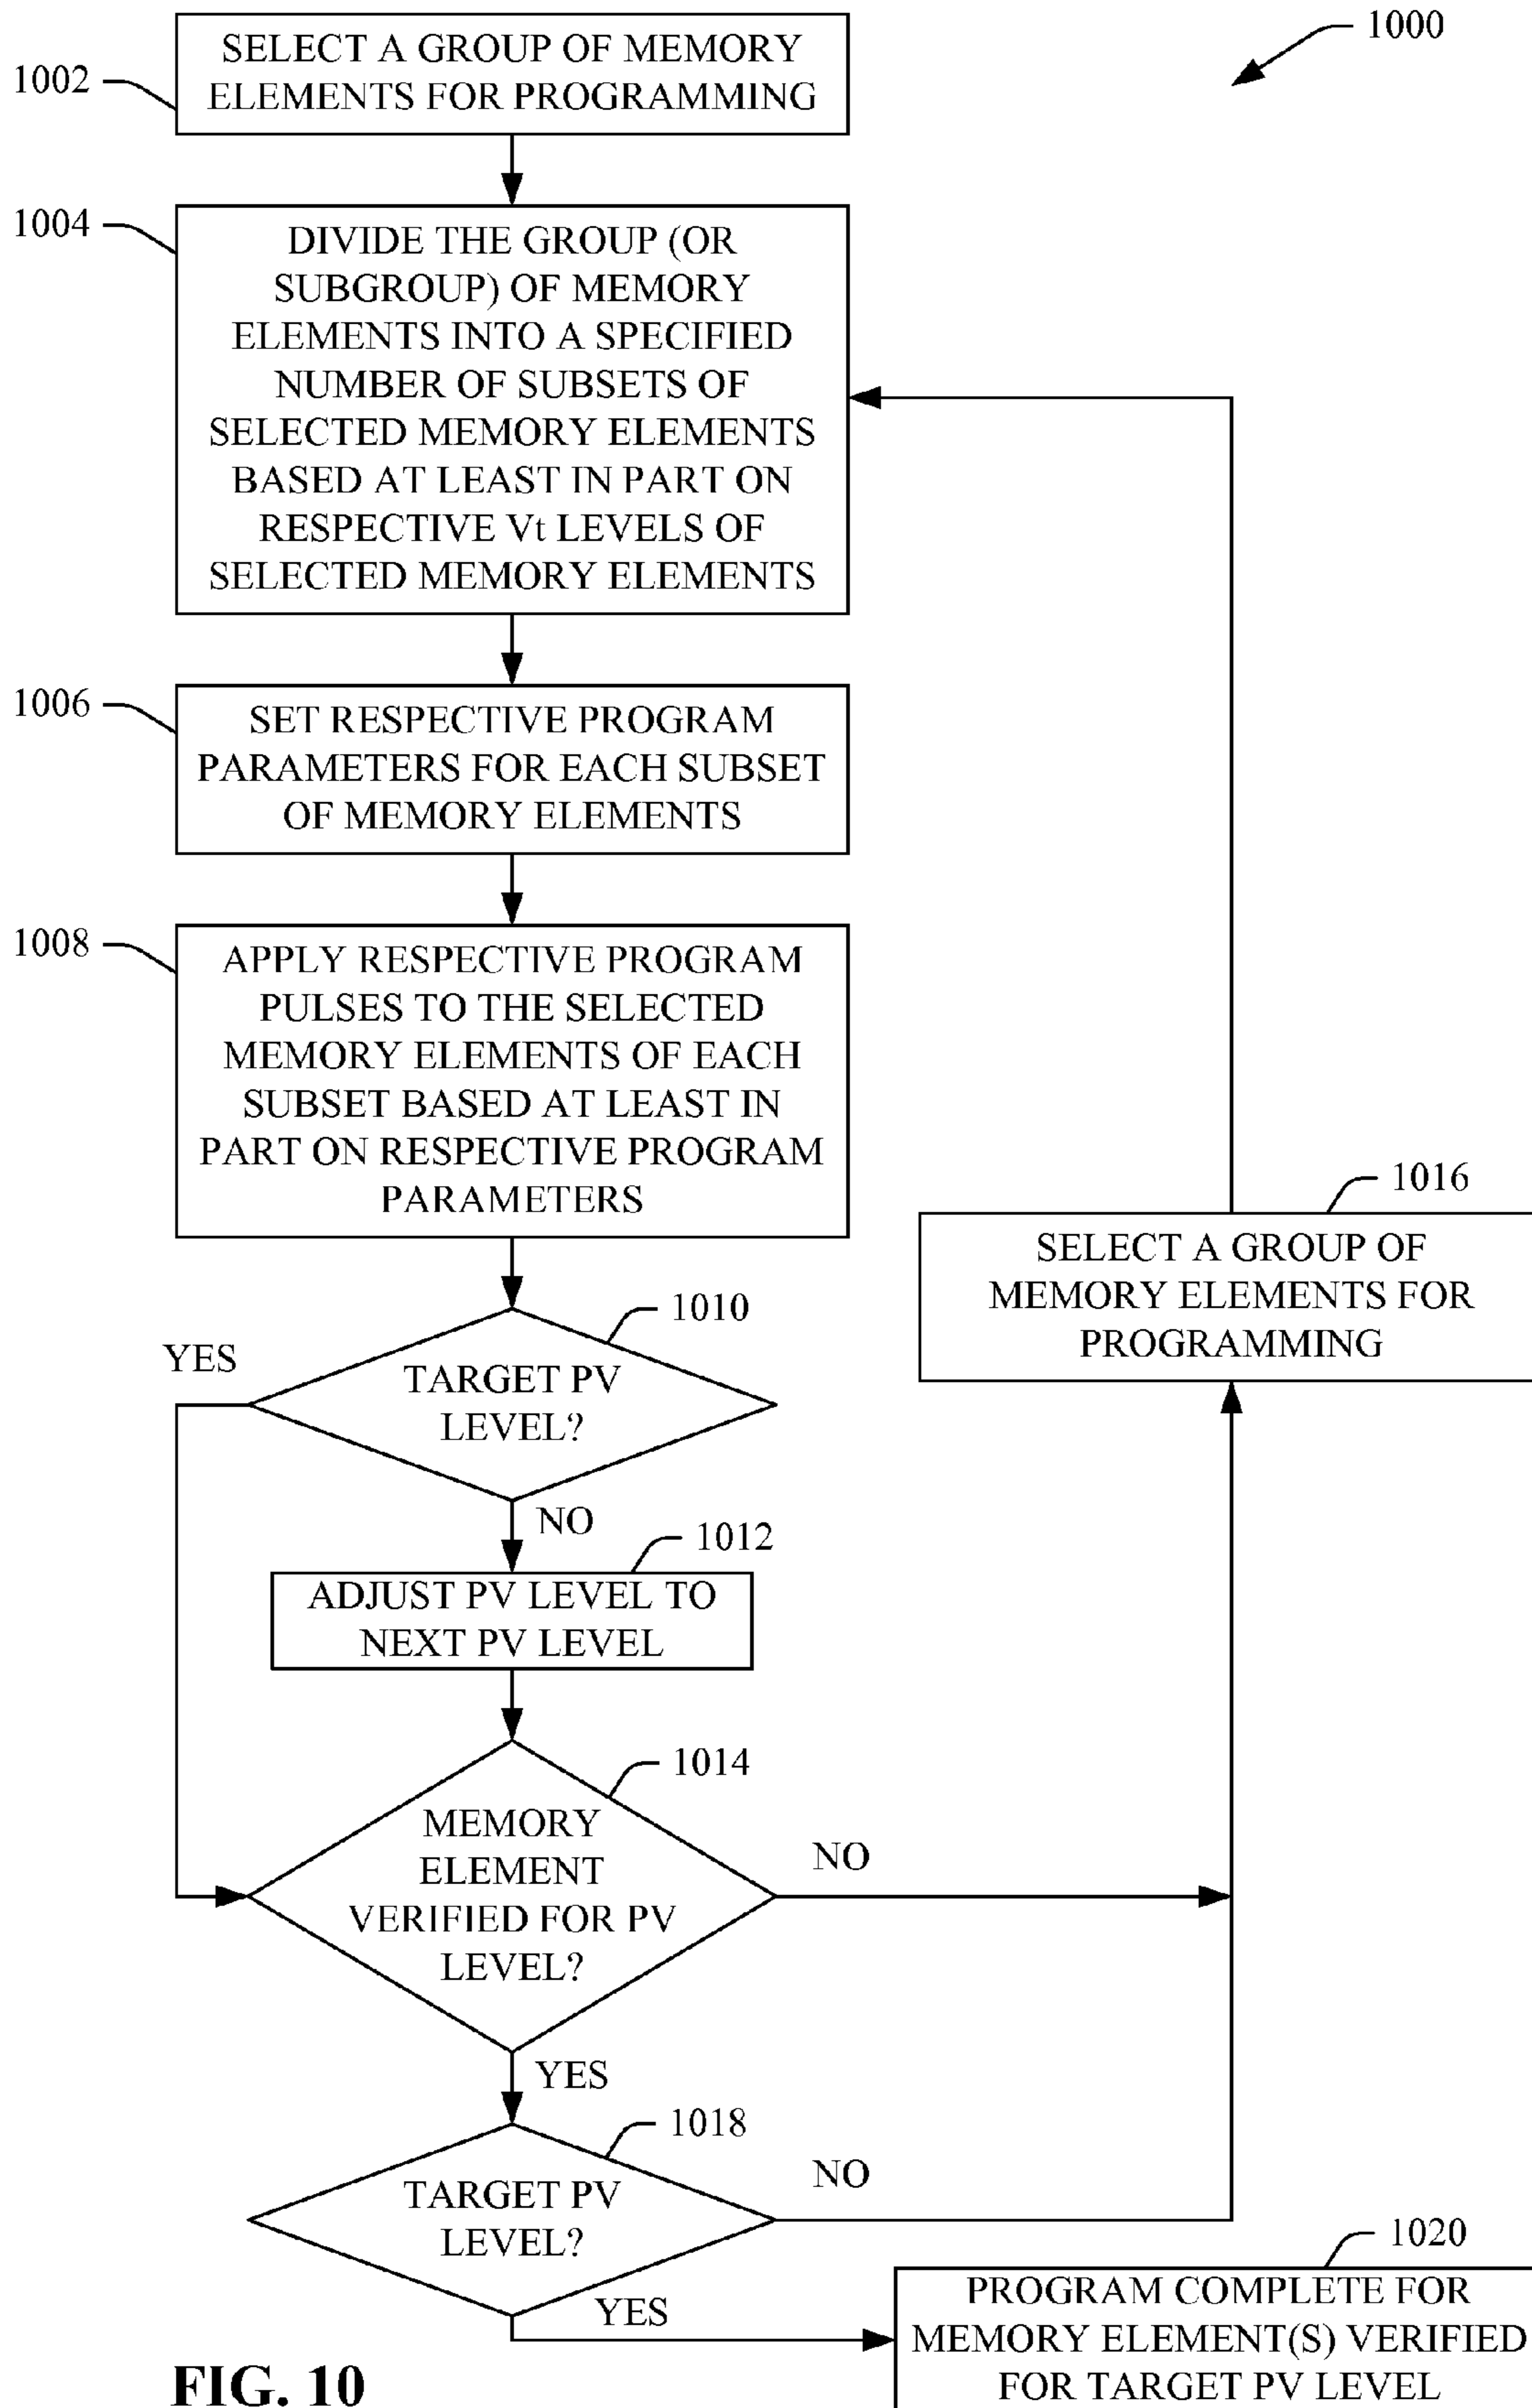 1000
SELECT A GROUP OF MEMORY
ELEMENTS FOR PROGRAMMING
1002
1004
DIVIDE THE GROUP (OR
SUBGROUP) OF MEMORY
ELEMENTS INTO A SPECIFIED
NUMBER OF SUBSETS OF
SELECTED MEMORY ELEMENTS
BASED AT LEAST IN PART ON
RESPECTIVE Vt LEVELS OF
SELECTED MEMORY ELEMENTS
1006
SET RESPECTIVE PROGRAM
PARAMETERS FOR EACH SUBSET
OF MEMORY ELEMENTS
1008
APPLY RESPECTIVE PROGRAM
PULSES TO THE SELECTED
MEMORY ELEMENTS OF EACH
SUBSET BASED AT LEAST IN
PART ON RESPECTIVE PROGRAM
PARAMETERS
1016
SELECT A GROUP OF
MEMORY ELEMENTS FOR
PROGRAMMING
1010
YES
TARGET PV
LEVEL?
NO
1012
ADJUST PV LEVEL TO
NEXT PV LEVEL
1014
MEMORY
ELEMENT
VERIFIED FOR PV
LEVEL?
NO
YES
1018
TARGET PV
LEVEL?
NO
YES
1020
PROGRAM COMPLETE FOR
MEMORY ELEMENT(S) VERIFIED
FOR TARGET PV LEVEL
FIG. 10